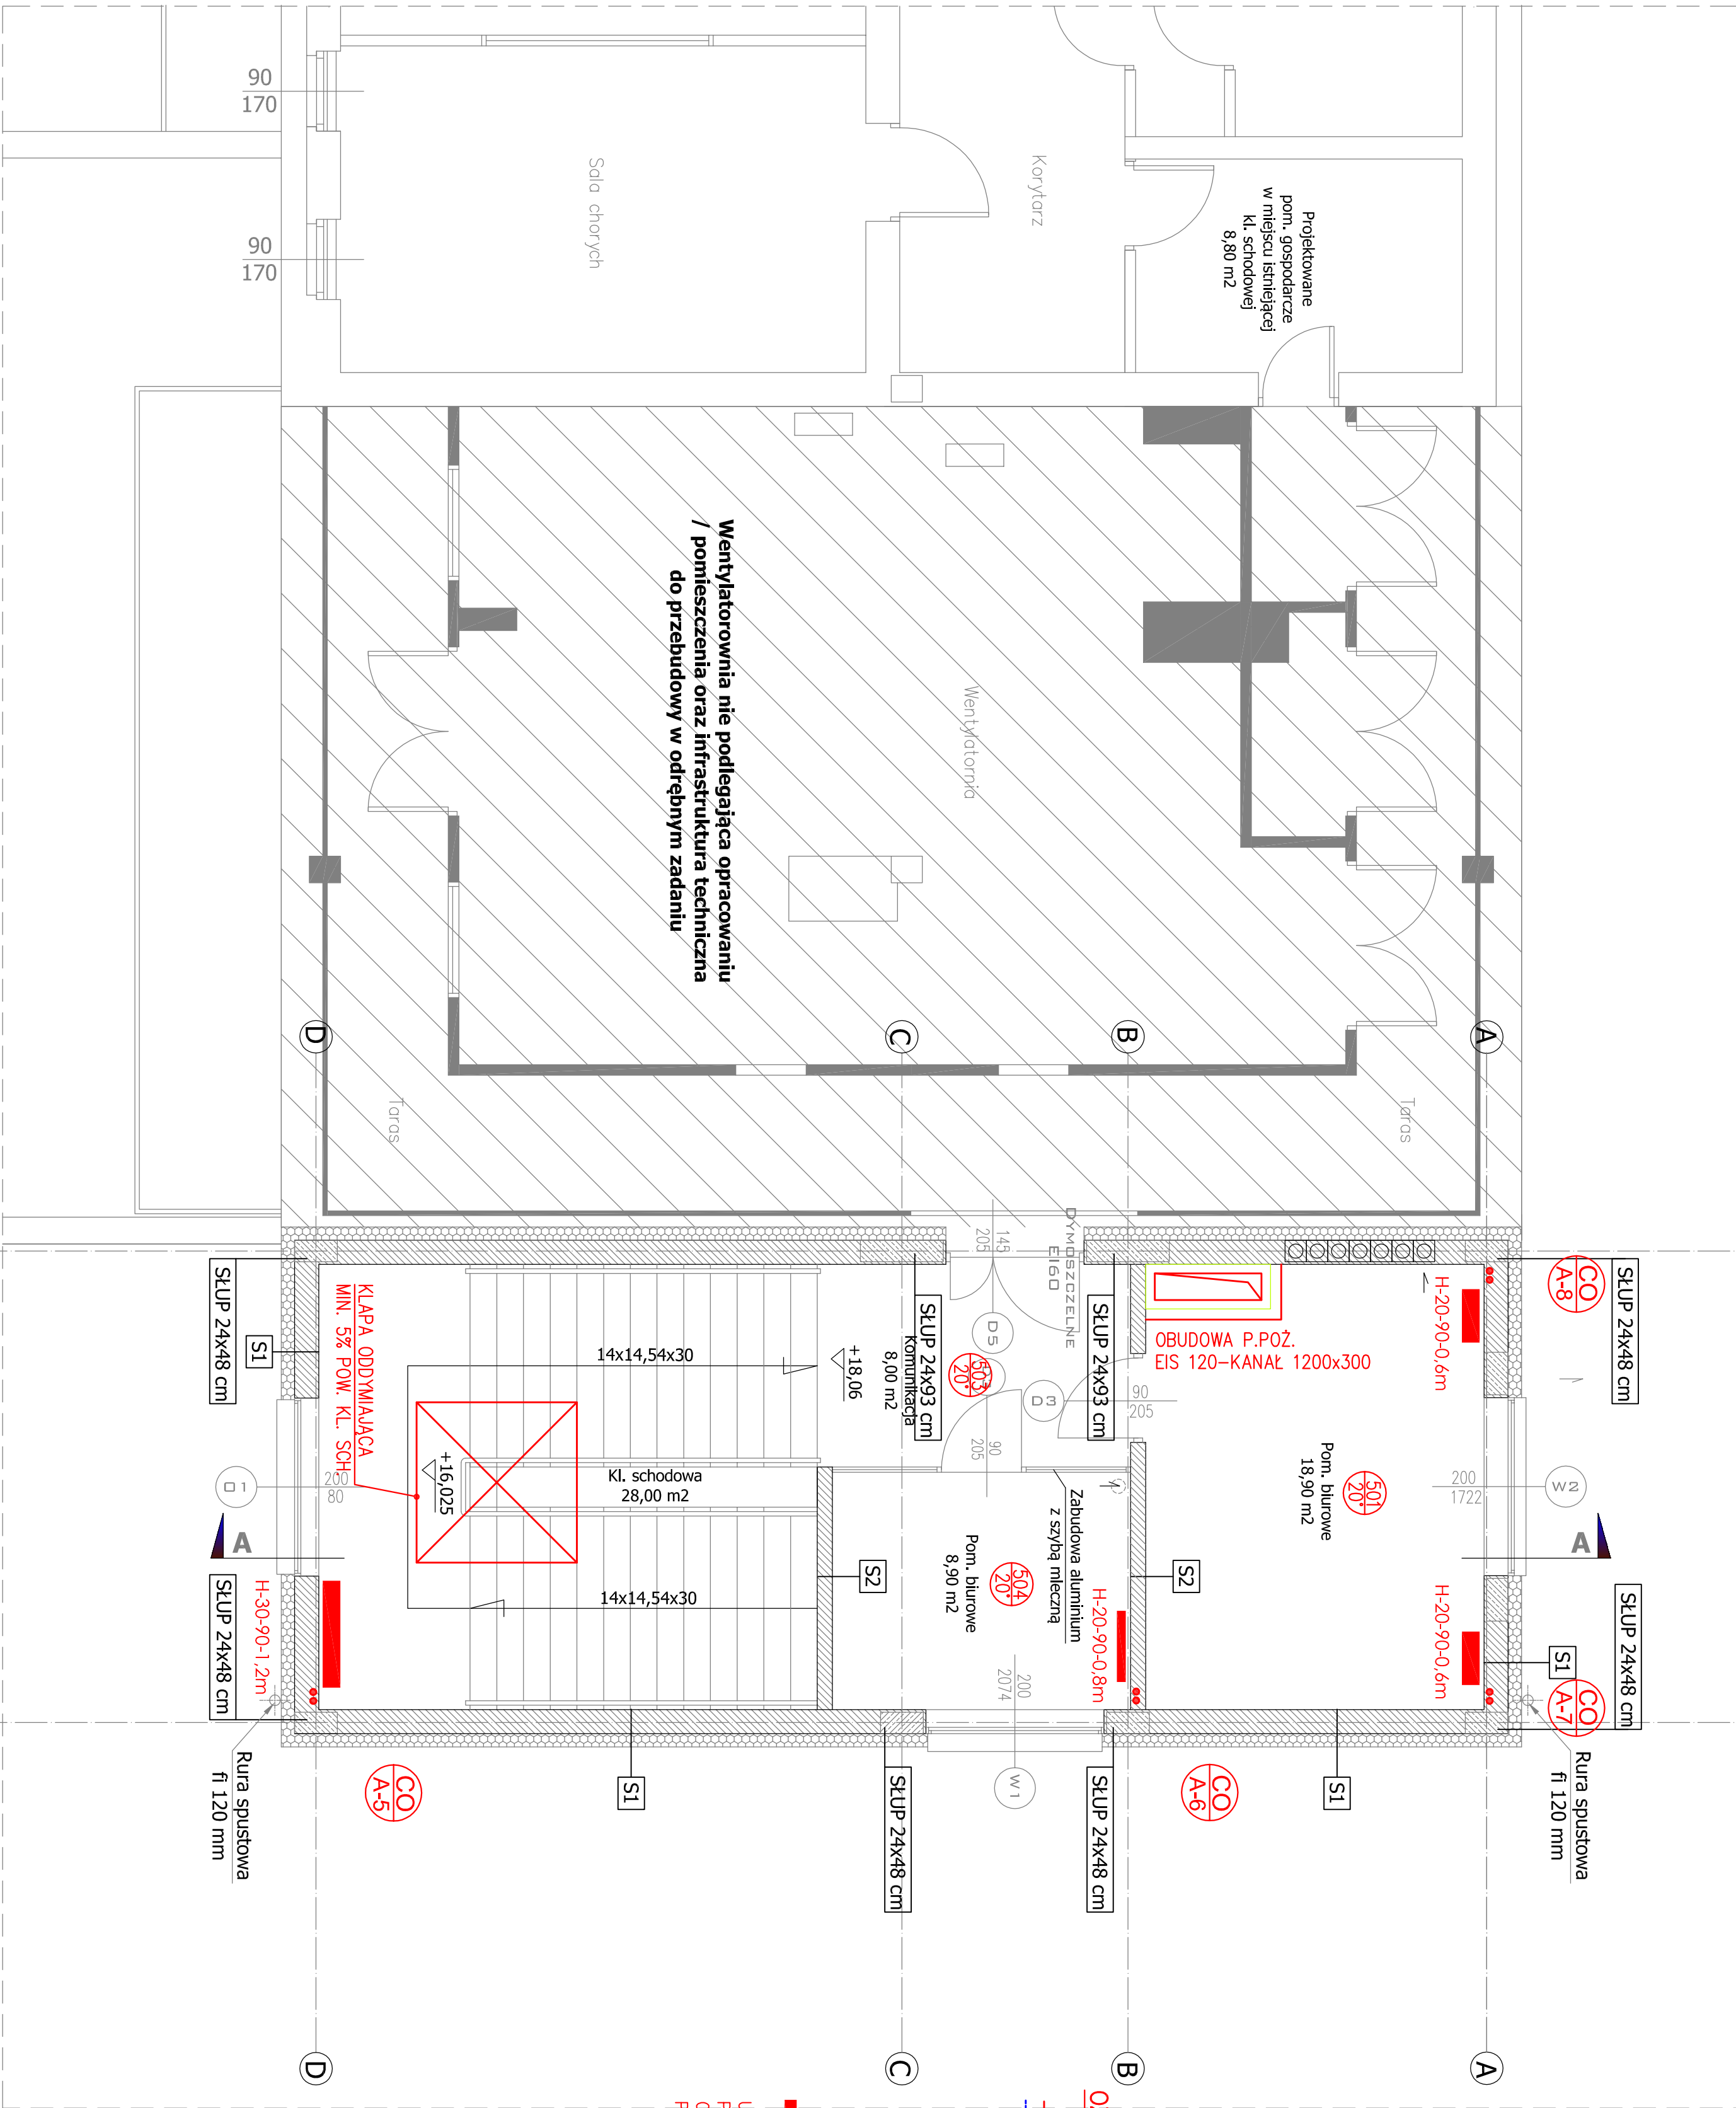 90
170
90
170
Sala chorych
Korytarz
Projektowane
pom. gospodarcze
w miejscu istniejącej
kl. schodowej
8,80 m2
Wentylatorownia nie podlegająca opracowaniu
/ pomieszczenia oraz infrastruktura techniczna
do przebudowy w odrębnym zadaniu
Wentylatornia
Taras
Taras
D
C
B
A
DYMOSZCZELNE
EI60
145
205
D5
D3
90
205
90
205
SŁUP 24x48 cm
CO
A-8
SŁUP 24x48 cm
S1
SŁUP 24x93 cm
SŁUP 24x93 cm
H-20-90-0,6m
OBUDOWA P.POŻ.
EIS 120-KANAŁ 1200x300
KLAPA ODDYMIAJĄCA
MIN. 5% POW. KL. SCH.
14x14,54x30
+18,06
Komunikacja
8,00 m2
503
20°
501
20°
Pom. biurowe
18,90 m2
200
1722
W2
A
A
O1
200
80
+16,025
Kl. schodowa
28,00 m2
14x14,54x30
Zabudowa aluminium
z szybą mleczną
Pom. biurowe
8,90 m2
504
20°
S2
S2
H-20-90-0,8m
H-20-90-0,6m
SŁUP 24x48 cm
S1
CO
A-7
SŁUP 24x48 cm
H-30-90-1,2m
200
2074
W1
Rura spustowa
fi 120 mm
Rura spustowa
fi 120 mm
CO
A-5
S1
SŁUP 24x48 cm
SŁUP 24x48 cm
CO
A-6
S1
D
C
B
A